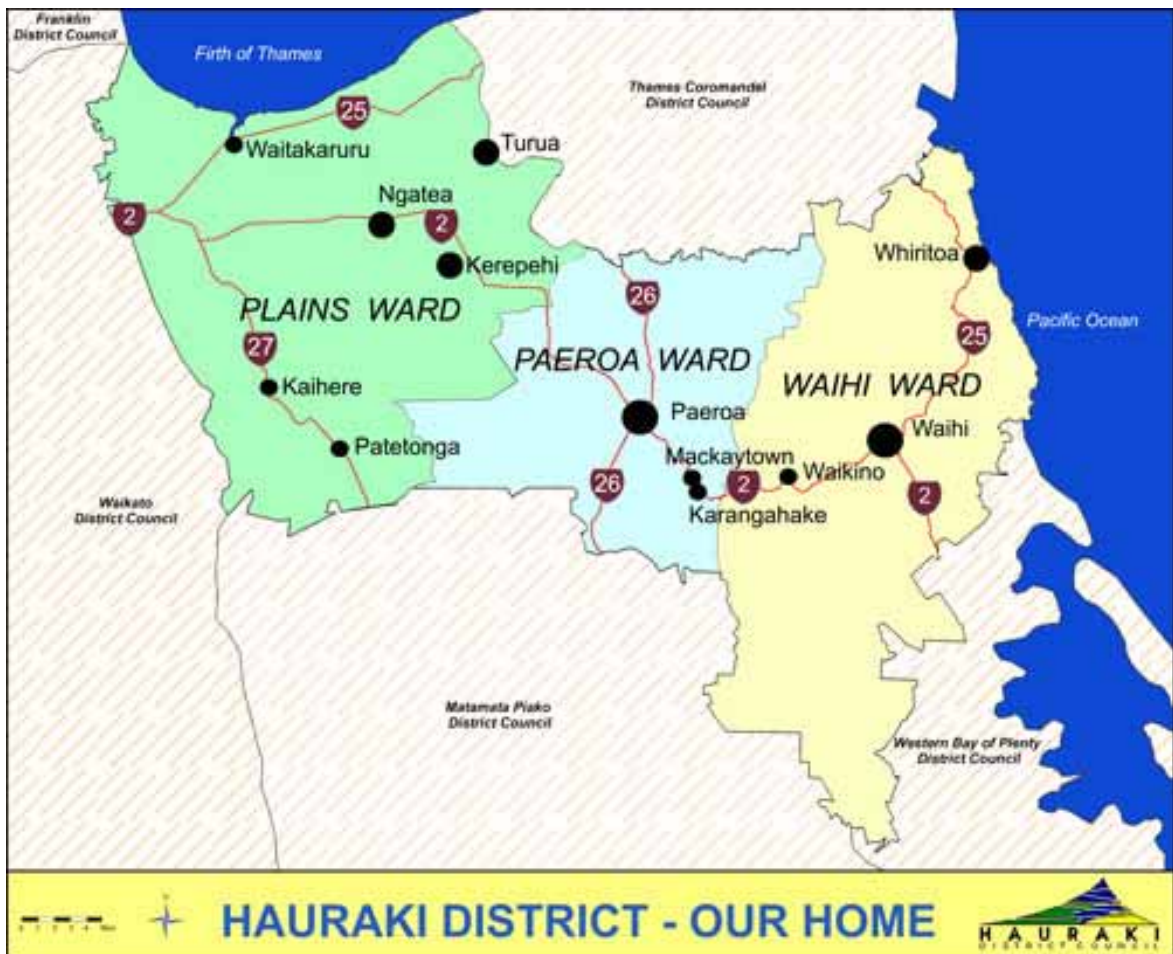 Franklin
District Council
Firth of Thames
Thames Coromandel
District Council
25
Waitakaruru
Turua
Ngatea
2
2
Kerepehi
Whiritoa
26
PLAINS WARD
Pacific Ocean
27
25
PAEROA WARD
Kaihere
WAIHI WARD
Paeroa
Waihi
Patetonga
Mackaytown
Waikino
26
2
2
Karangahake
Waikato
District Council
Matamata Piako
District Council
Western Bay of Plenty
District Council
HAURAKI DISTRICT - OUR HOME
HAURAKI
DISTRICT COUNCIL